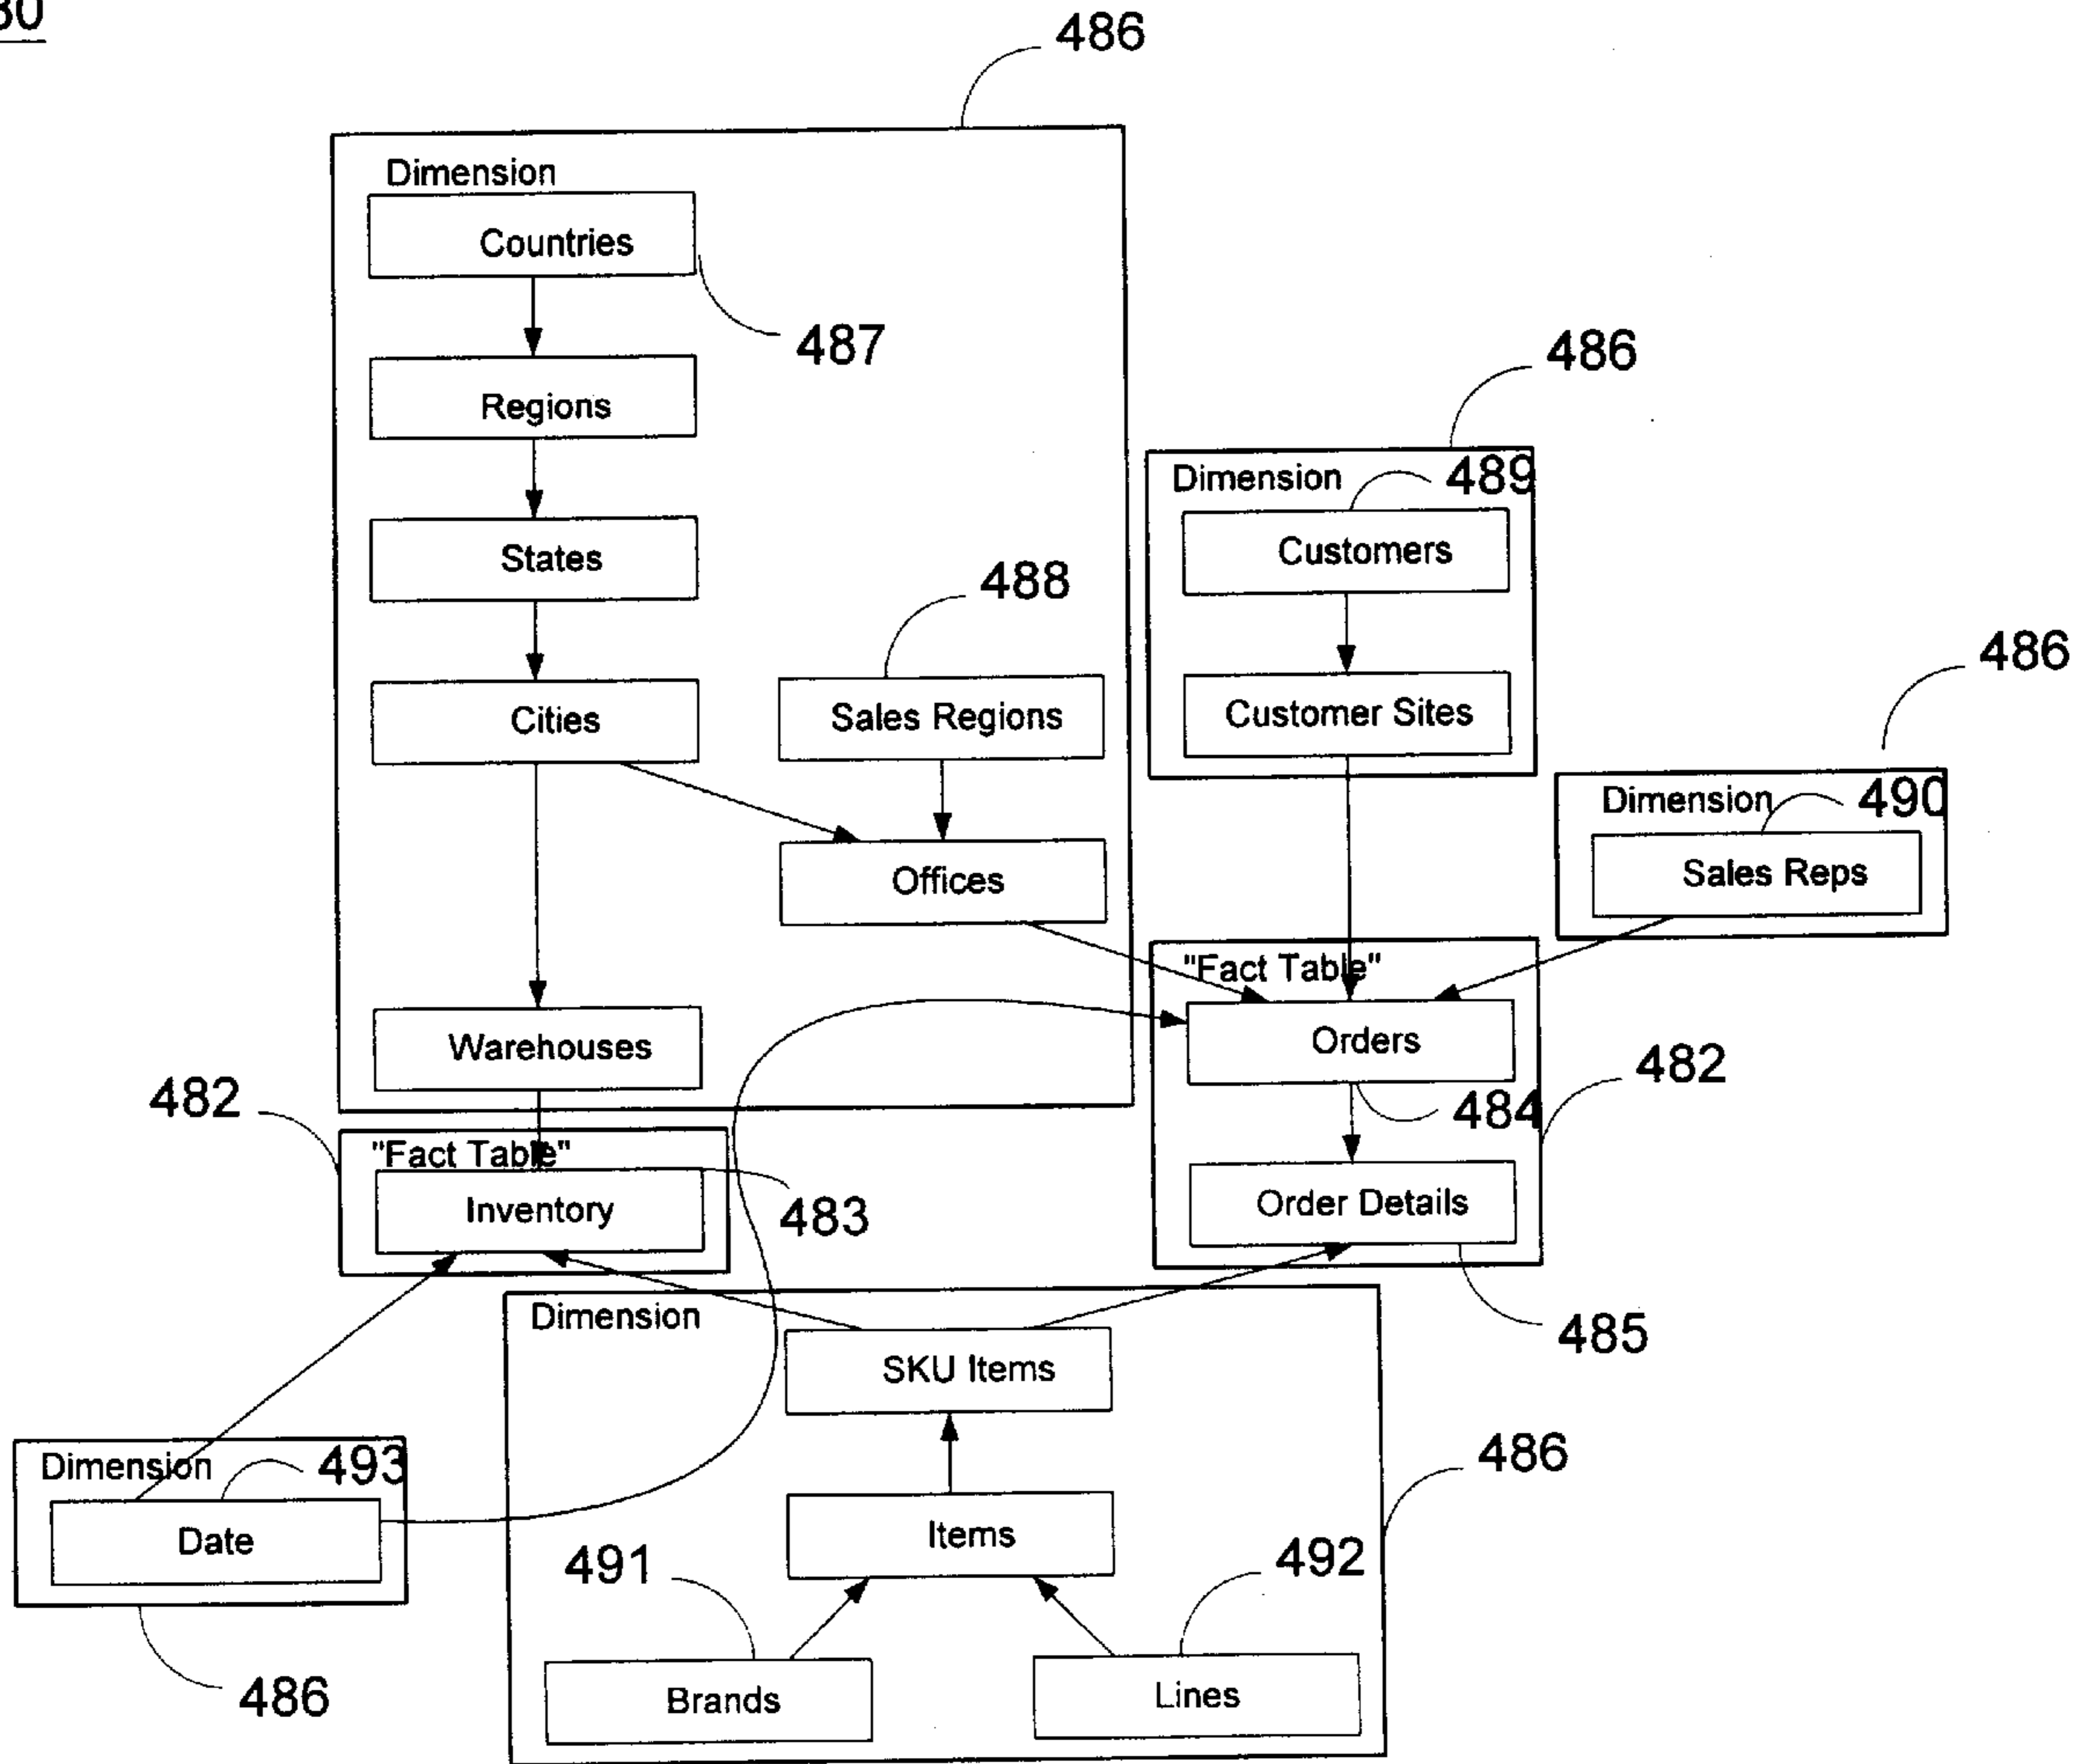 486
Dimension
Countries
487
Regions
486
Dimension
489
States
Customers
488
486
Cities
Sales Regions
Customer Sites
Dimension
490
Offices
Sales Reps
"Fact Table"
Warehouses
Orders
482
482
484
"Fact Table"
Inventory
483
Order Details
Dimension
485
SKU Items
Dimension
493
486
Date
Items
491
492
486
Brands
Lines